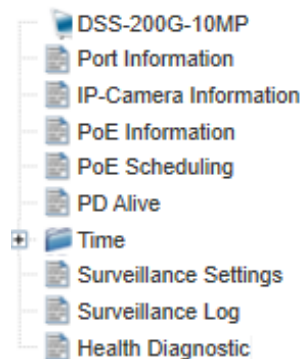 DSS-200G-10MP
Port Information
IP-Camera Information
PoE Information
PoE Scheduling
PD Alive
Time
Surveillance Settings
Surveillance Log
Health Diagnostic